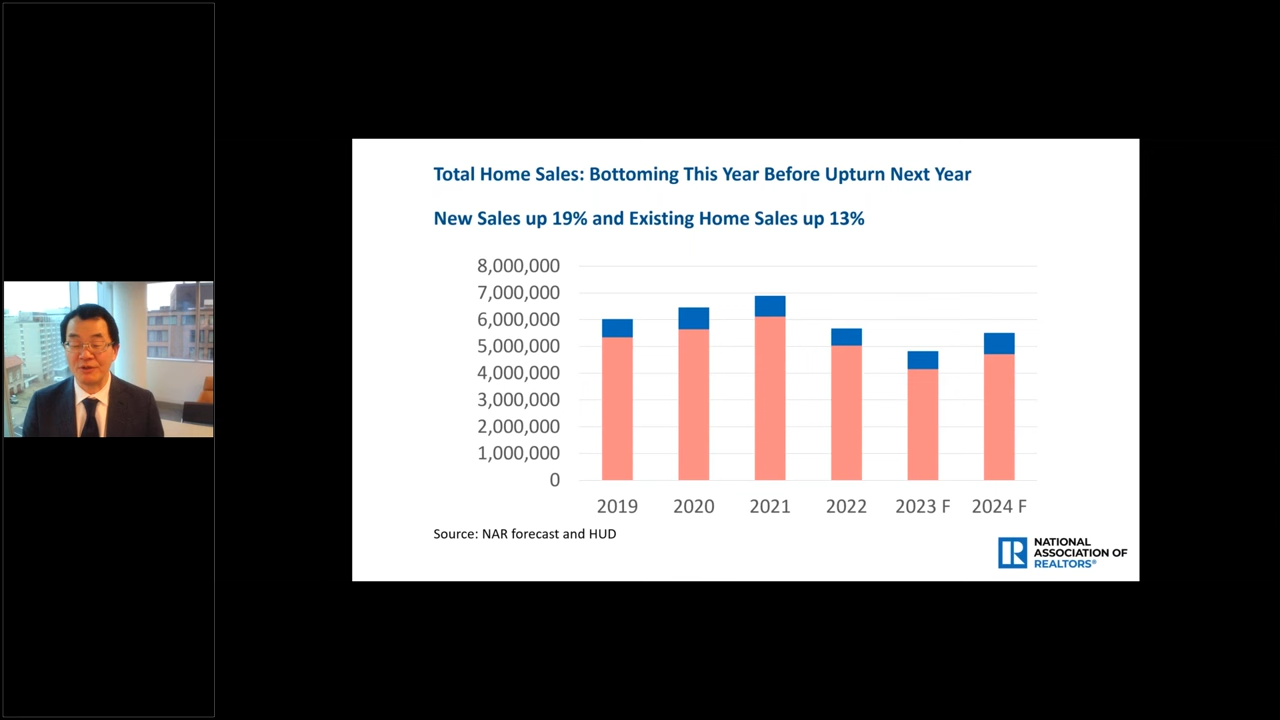 Total Home Sales: Bottoming This Year Before Upturn Next Year
New Sales up 19% and Existing Home Sales up 13%
8,000,000
7,000,000
6,000,000
5,000,000
4,000,000
3,000,000
2,000,000
1,000,000
0
2019 2020 2021 2022 2023 F 2024 F
Source: NAR forecast and HUD
NATIONAL
ASSOCIATION OF
REALTORS®